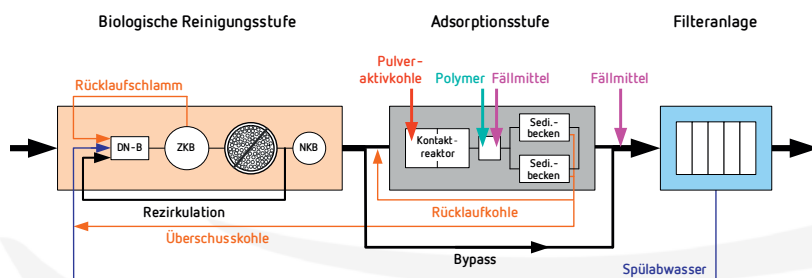 Biologische Reinigungsstufe
Adsorptionsstufe
Filteranlage
Pulver-
aktivkohle
Polymer
Fällmittel
Fällmittel
Rücklaufschlamm
DN-B
ZKB
NKB
Kontakt-
reaktor
Sedi.-
becken
Sedi.-
becken
Rezirkulation
Rücklaufkohle
Überschusskohle
Bypass
Spülabwasser